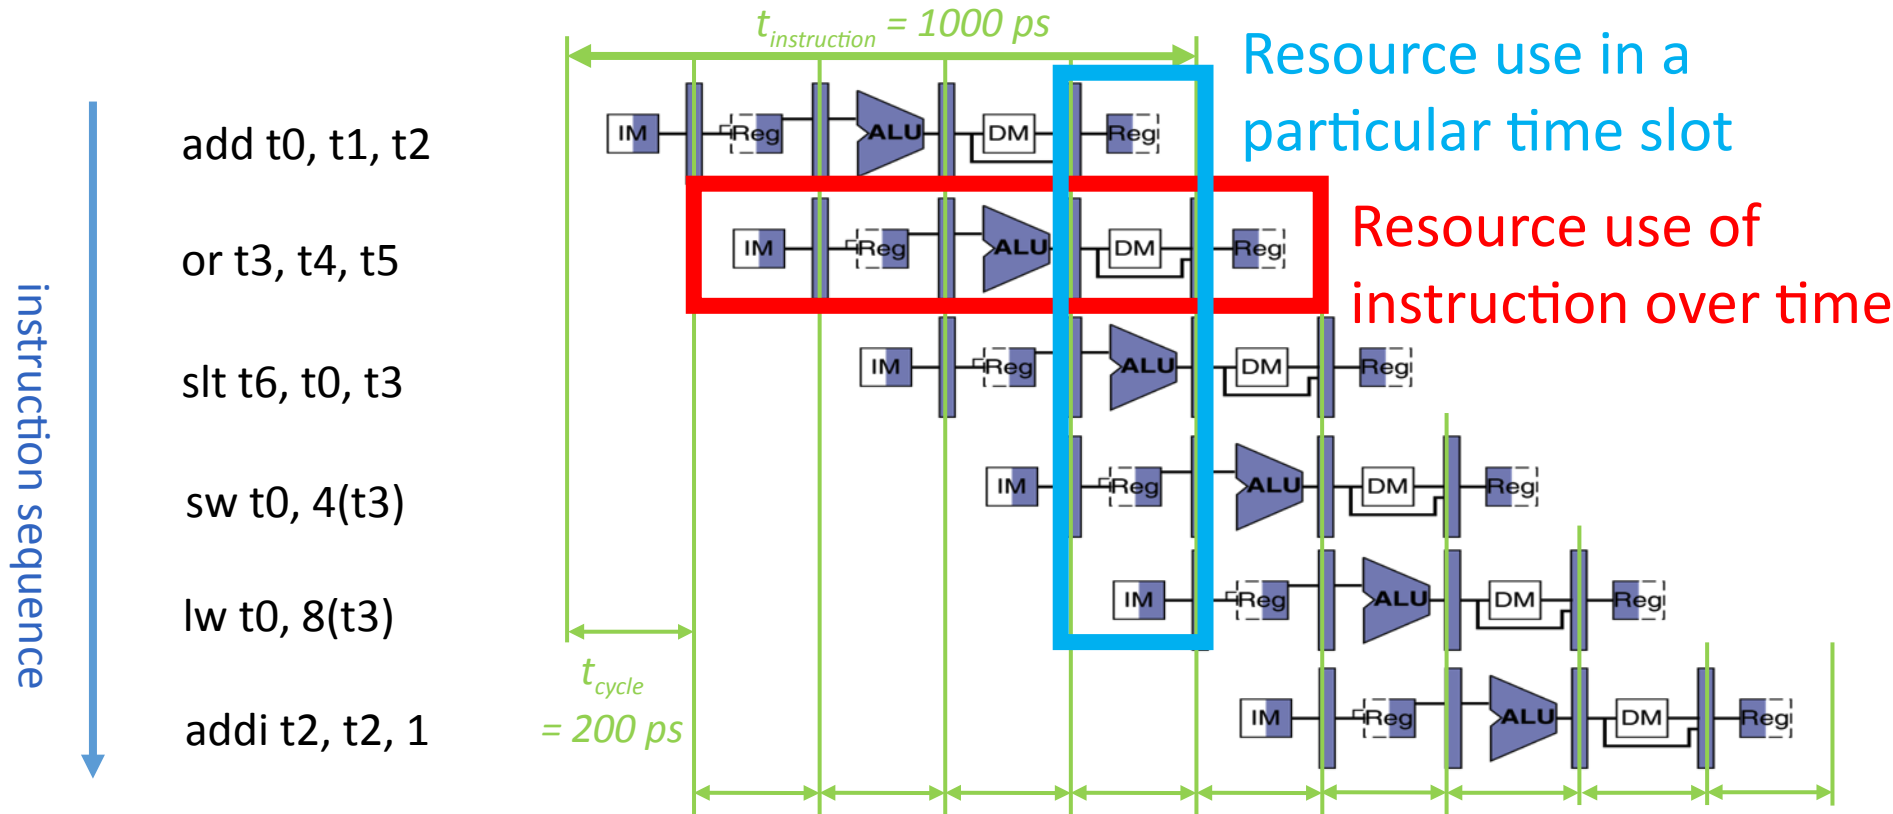 t_instruction = 1000 ps
Resource use in a
particular time slot
add t0, t1, t2
IM Reg ALU DM Reg
or t3, t4, t5
IM Reg ALU DM Reg
Resource use of
instruction over time
slt t6, t0, t3
IM Reg ALU DM Reg
sw t0, 4(t3)
IM Reg ALU DM Reg
lw t0, 8(t3)
IM Reg ALU DM Reg
t_cycle
= 200 ps
addi t2, t2, 1
IM Reg ALU DM Reg
instruction sequence